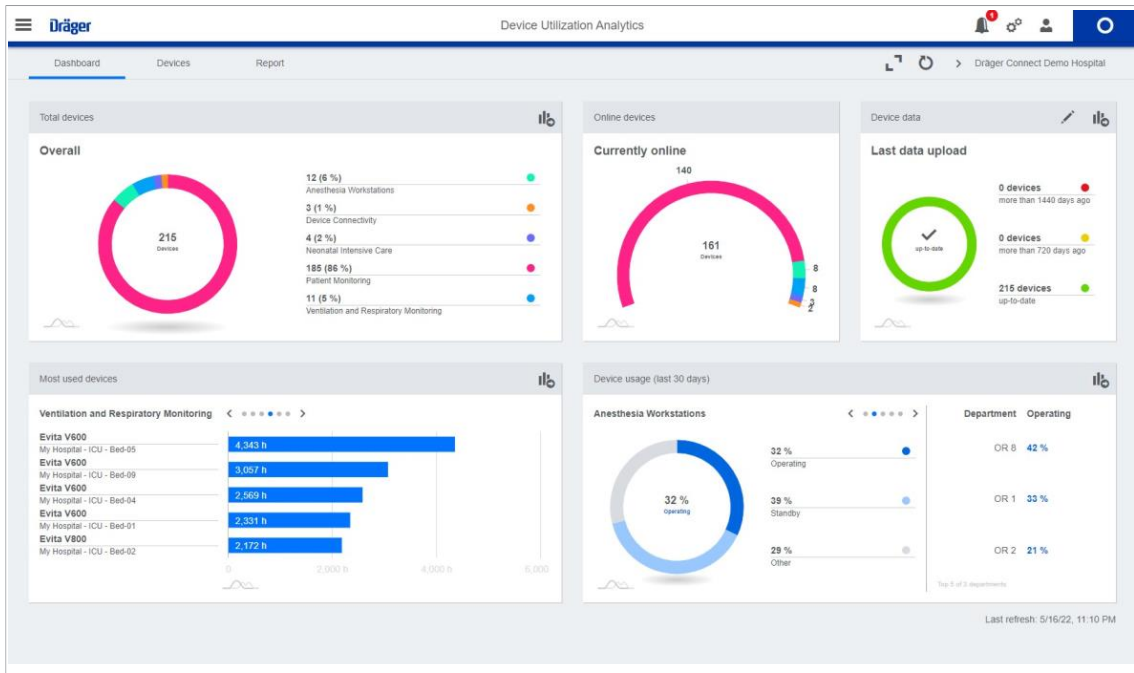 Dräger
Device Utilization Analytics
1
Dashboard
Devices
Report
Dräger Connect Demo Hospital
Total devices
Overall
215
Devices
12 (6 %)
Anesthesia Workstations
3 (1 %)
Device Connectivity
4 (2 %)
Neonatal Intensive Care
185 (86 %)
Patient Monitoring
11 (5 %)
Ventilation and Respiratory Monitoring
Online devices
Currently online
140
161
Devices
8
8
3
2
Device data
Last data upload
up-to-date
0 devices
more than 1440 days ago
0 devices
more than 720 days ago
215 devices
up-to-date
Most used devices
Ventilation and Respiratory Monitoring
Evita V600
My Hospital - ICU - Bed-05
4,343 h
Evita V600
My Hospital - ICU - Bed-09
3,057 h
Evita V600
My Hospital - ICU - Bed-04
2,569 h
Evita V600
My Hospital - ICU - Bed-01
2,331 h
Evita V800
My Hospital - ICU - Bed-02
2,172 h
0 2,000 h 4,000 h 6,000
Device usage (last 30 days)
Anesthesia Workstations
32 %
Operating
32 %
Operating
39 %
Standby
29 %
Other
Department Operating
OR 8 42 %
OR 1 33 %
OR 2 21 %
Top 5 of 3 departments
Last refresh: 5/16/22, 11:10 PM